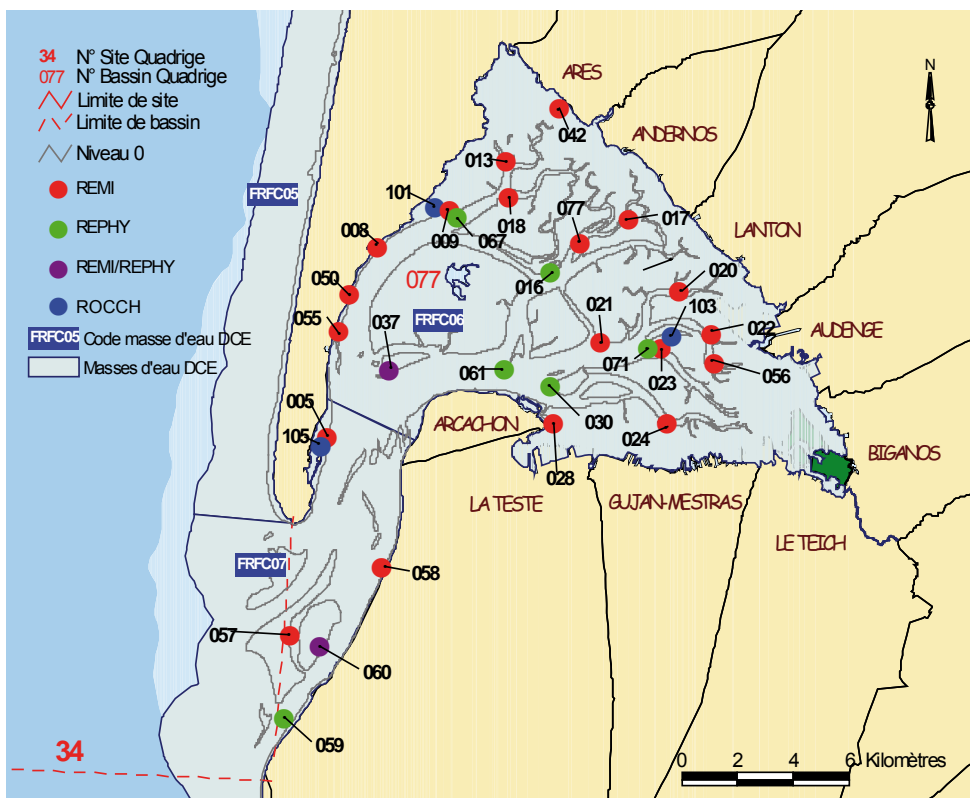 34 N° Site Quadrige
077 N° Bassin Quadrige
Limite de site
Limite de bassin
Niveau 0
REMI
REPHY
REMI/REPHY
ROCCH
FRFC05 Code masse d'eau DCE
Masses d'eau DCE
N
ARES
042
ANDERNOS
013
FRFC05
101
018
009
067
077
017
LANTON
008
077
016
020
050
021
103
022
AUDENGE
055
FRFC06
037
061
071
023
056
005
105
ARCACHON
030
024
028
BIGANOS
LA TESTE
GUJAN-MESTRAS
LE TEICH
FRFC07
058
057
060
059
34
0 2 4 6 Kilomètres